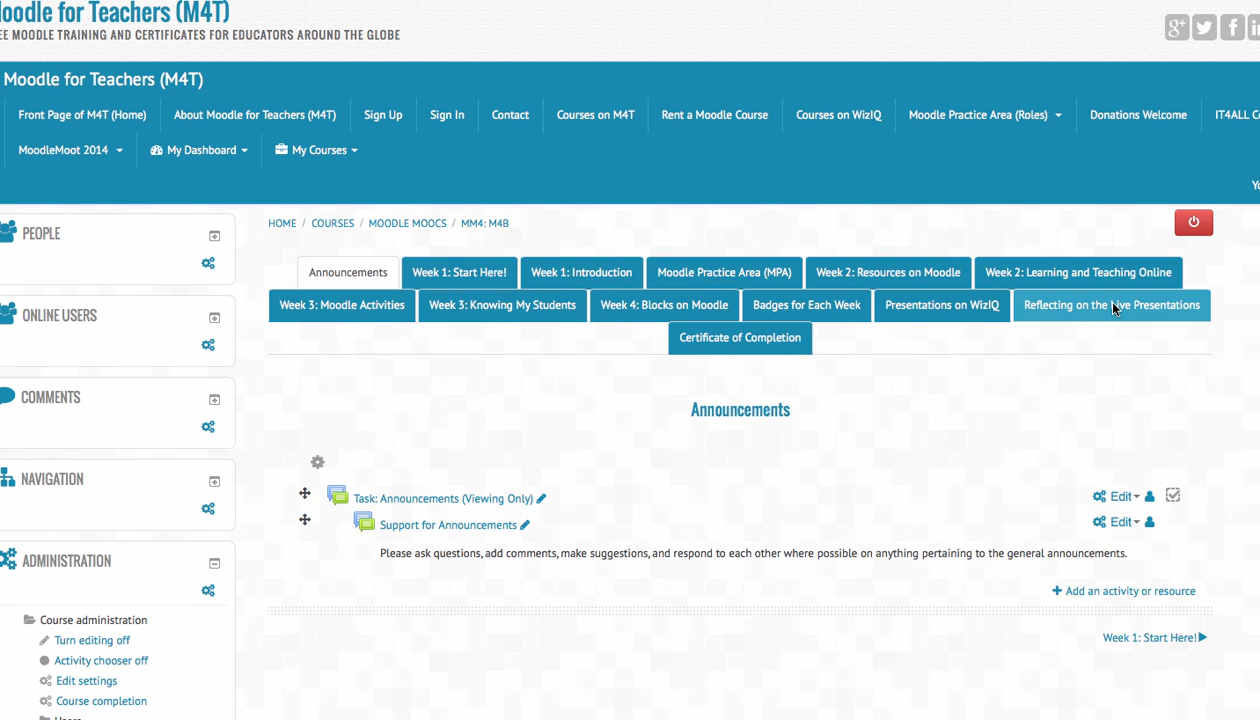 oodle for Teachers (M4T)
EE MOODLE TRAINING AND CERTIFICATES FOR EDUCATORS AROUND THE GLOBE
Moodle for Teachers (M4T)
Front Page of M4T (Home) About Moodle for Teachers (M4T) Sign Up Sign In Contact Courses on M4T Rent a Moodle Course Courses on WizIQ Moodle Practice Area (Roles) Donations Welcome IT4ALL C
MoodleMoot 2014 My Dashboard My Courses
Yo
HOME / COURSES / MOODLE MOOCS / MM4: M4B
PEOPLE
ONLINE USERS
COMMENTS
NAVIGATION
ADMINISTRATION
Course administration
Turn editing off
Activity chooser off
Edit settings
Course completion
Users
Announcements Week 1: Start Here! Week 1: Introduction Moodle Practice Area (MPA) Week 2: Resources on Moodle Week 2: Learning and Teaching Online
Week 3: Moodle Activities Week 3: Knowing My Students Week 4: Blocks on Moodle Badges for Each Week Presentations on WizIQ Reflecting on the Live Presentations
Certificate of Completion
Announcements
Task: Announcements (Viewing Only) Edit
Support for Announcements Edit
Please ask questions, add comments, make suggestions, and respond to each other where possible on anything pertaining to the general announcements.
Add an activity or resource
Week 1: Start Here!